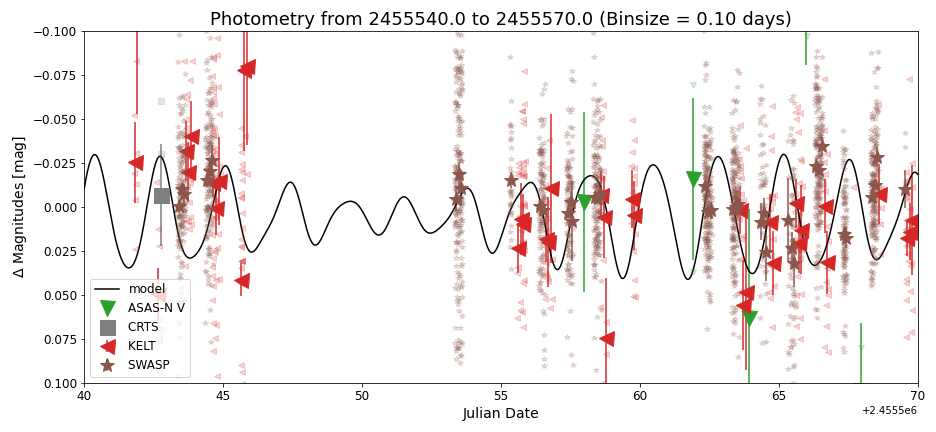 Photometry from 2455540.0 to 2455570.0 (Binsize = 0.10 days)
Δ Magnitudes [mag]
−0.100
−0.075
−0.050
−0.025
0.000
0.025
0.050
0.075
0.100
model
ASAS-N V
CRTS
KELT
SWASP
40 45 50 55 60 65 70
Julian Date
+2.4555e6